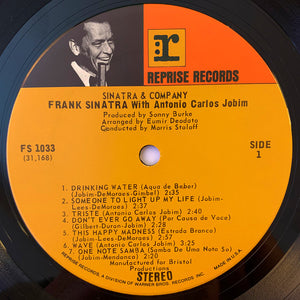 r:
REPRISE RECORDS
SINATRA & COMPANY
FRANK SINATRA With Antonio Carlos Jobim
Produced by Sonny Burke
Arranged by Eumir Deodato
Conducted by Morris Stoloff
FS 1033
(31,168)
SIDE
1
1. DRINKING WATER (Aqua de Beber)
(Jobim-DeMoraes-Gimbel) 2:35
2. SOMEONE TO LIGHT UP MY LIFE (Jobim-
Lees-DeMoraes) 2:37
3. TRISTE (Antonio Carlos Jobim) 2:40
4. DON'T EVER GO AWAY (Por Causa de Voce)
(Gilbert-Duran-Jobim) 2:28
5. THIS HAPPY MADNESS (Estrada Branco)
(Jobim-Lees-DeMoraes) 2:57
6. WAVE (Antonio Carlos Jobim) 3:25
7. ONE NOTE SAMBA (Samba De Uma Nota So)
(Jobim-Mendonca) 2:20
Manufactured for Bristol
Productions
STEREO
REPRISE RECORDS, A DIVISION OF WARNER BROS. RECORDS INC. MADE IN U.S.A.